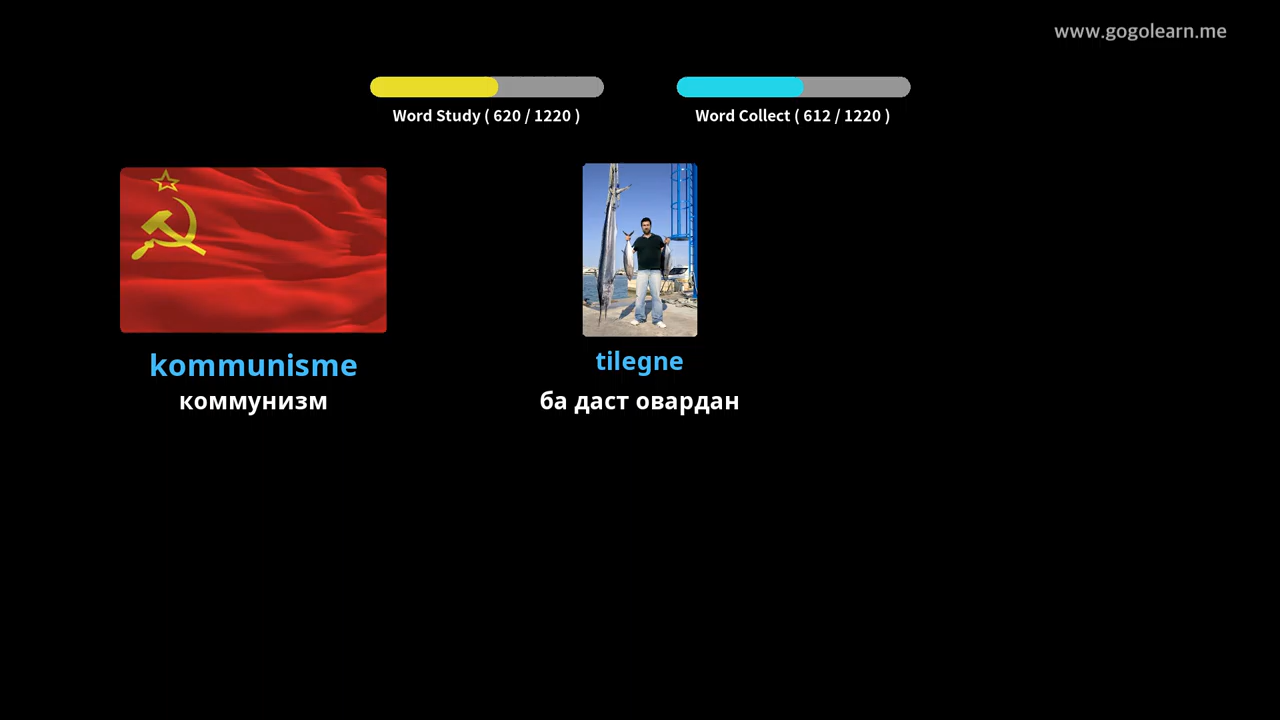 www.gogolearn.me
Word Study ( 620 / 1220 )
Word Collect ( 612 / 1220 )
kommunisme
коммунизм
tilegne
ба даст овардан